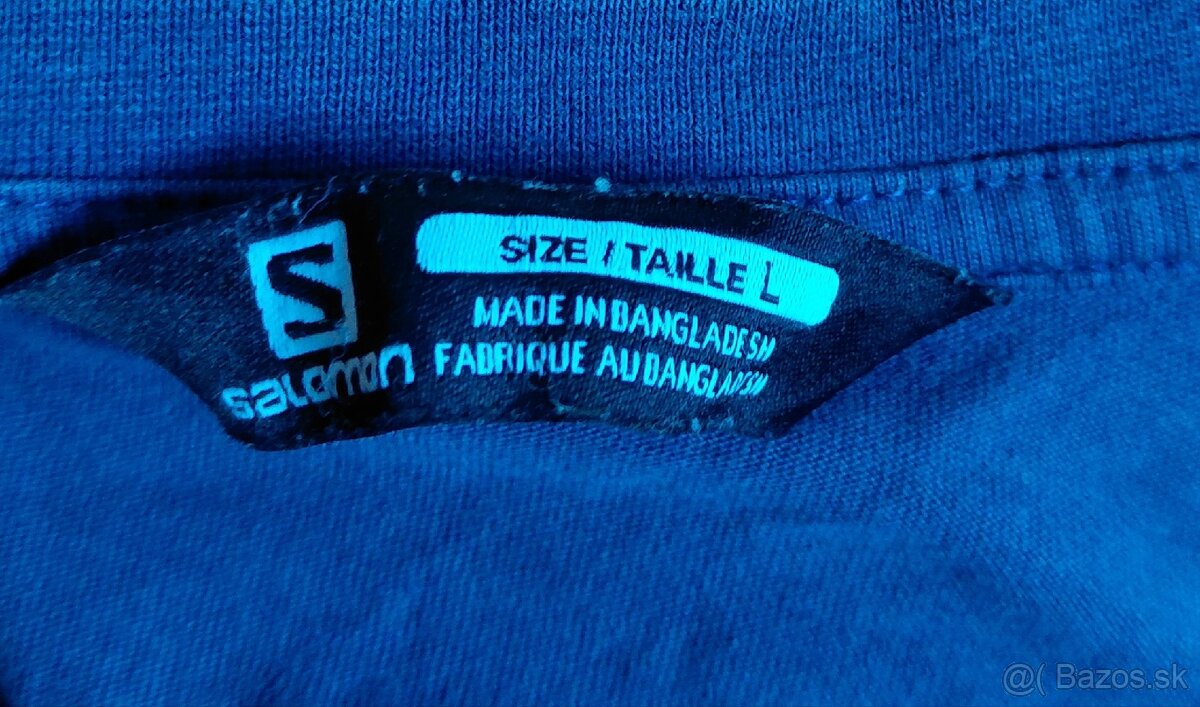 S
SALOMON
SIZE / TAILLE L
MADE IN BANGLADESH
FABRIQUE AU BANGLADESH
@( Bazos.sk